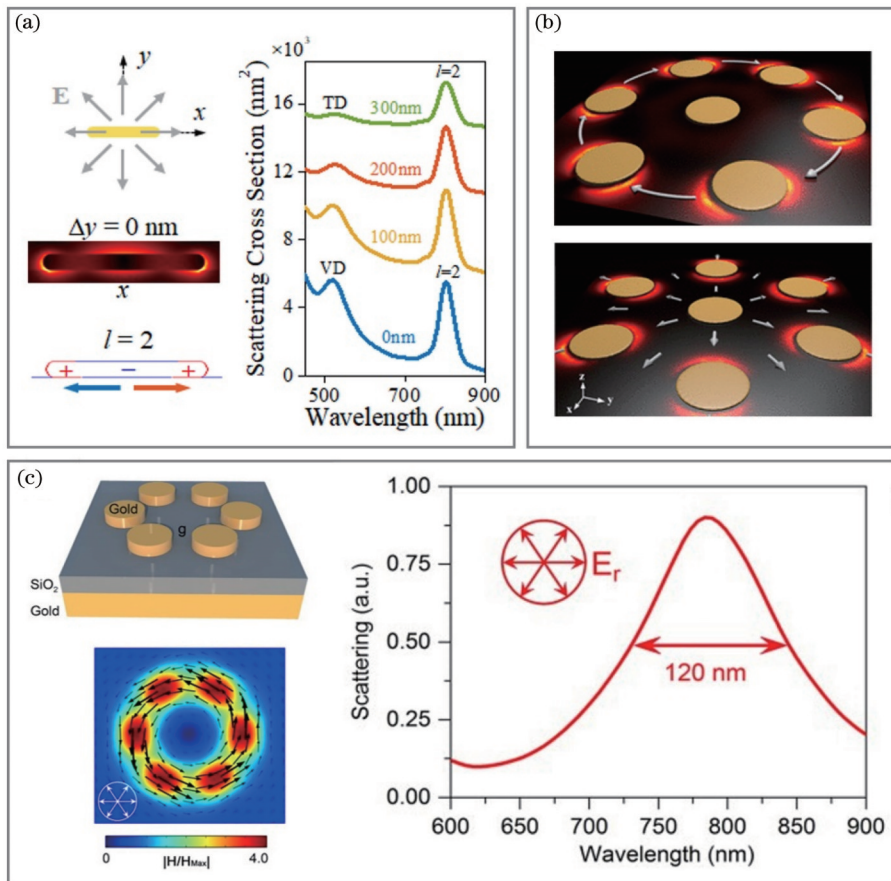 (a)
y
E
x
Δy = 0 nm
x
l = 2
+ − +
×10³
Scattering Cross Section (nm²)
16
12
8
4
0
TD
l=2
300nm
200nm
100nm
VD
l=2
0nm
500 700 900
Wavelength (nm)
(b)
z
x y
(c)
Gold
g
SiO₂
Gold
0 4.0
|H/HMax|
Scattering (a.u.)
1.00
0.75
0.50
0.25
0.00
Er
120 nm
600 650 700 750 800 850 900
Wavelength (nm)